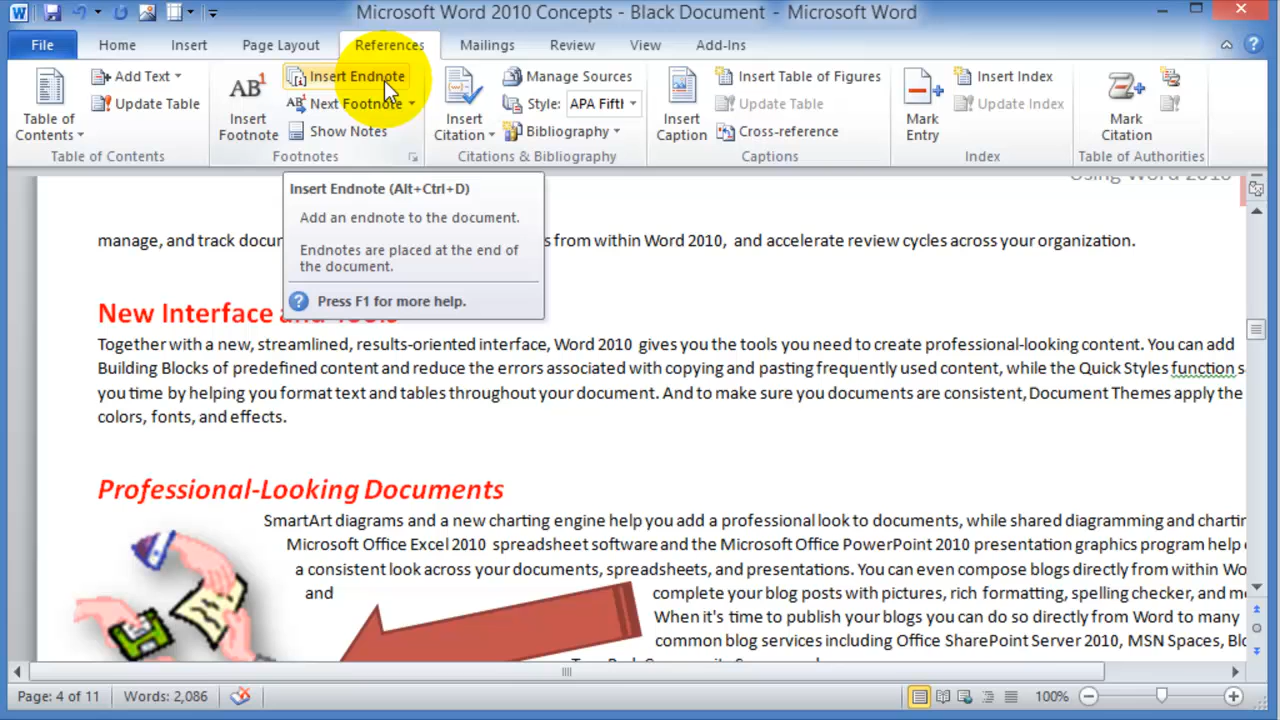 Microsoft Word 2010 Concepts - Black Document - Microsoft Word
File Home Insert Page Layout References Mailings Review View Add-Ins
Table of Contents
Add Text
Update Table
Table of Contents
AB¹ Insert Footnote
Insert Endnote
AB Next Footnote
Show Notes
Footnotes
Insert Citation
Manage Sources
Style: APA Fift
Bibliography
Citations & Bibliography
Insert Caption
Insert Table of Figures
Update Table
Cross-reference
Captions
Mark Entry
Insert Index
Update Index
Index
Mark Citation
Table of Authorities
Insert Endnote (Alt+Ctrl+D)
Add an endnote to the document.
Endnotes are placed at the end of
the document.
Press F1 for more help.
Using Word 2010
manage, and track from within Word 2010, and accelerate review cycles across your organization.
New Interface and Tools
Together with a new, streamlined, results-oriented interface, Word 2010 gives you the tools you need to create professional-looking content. You can add
Building Blocks of predefined content and reduce the errors associated with copying and pasting frequently used content, while the Quick Styles function
you time by helping you format text and tables throughout your document. And to make sure you documents are consistent, Document Themes apply the
colors, fonts, and effects.
Professional-Looking Documents
SmartArt diagrams and a new charting engine help you add a professional look to documents, while shared diagramming and
Microsoft Office Excel 2010 spreadsheet software and the Microsoft Office PowerPoint 2010 presentation graphics program help
a consistent look across your documents, spreadsheets, and presentations. You can even compose blogs directly from within
and complete your blog posts with pictures, rich formatting, spelling checker, and
When it's time to publish your blogs you can do so directly from Word to many
common blog services including Office SharePoint Server 2010, MSN Spaces,
Page: 4 of 11 Words: 2,086 100%